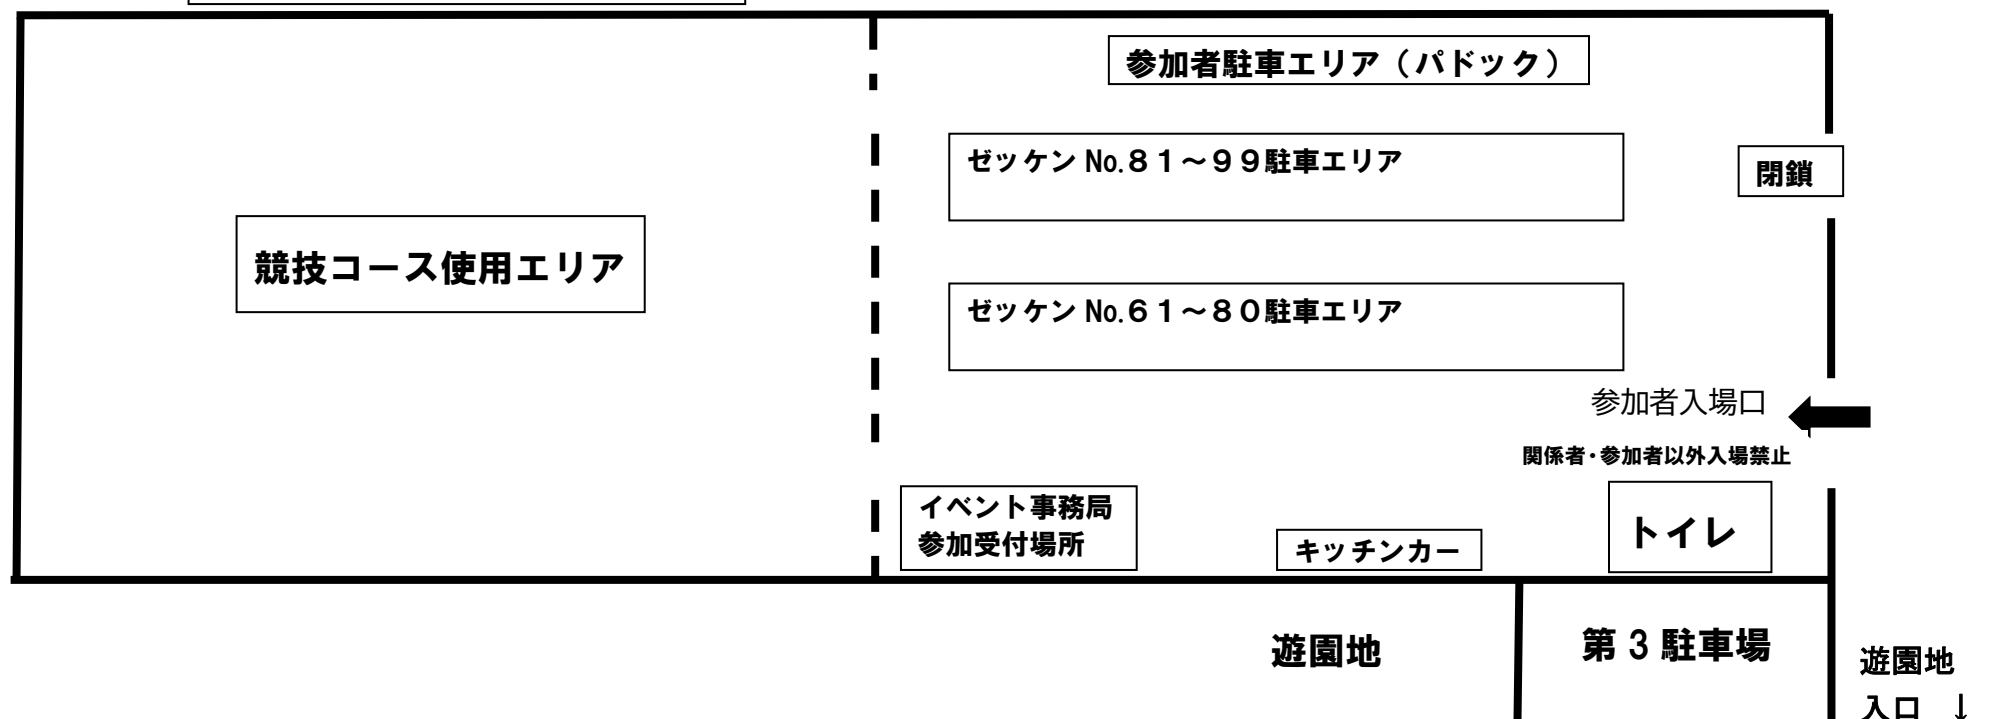 参加者駐車エリア（パドック）
ゼッケン No.８１～９９駐車エリア
閉鎖
競技コース使用エリア
ゼッケン No.６１～８０駐車エリア
参加者入場口
関係者・参加者以外入場禁止
イベント事務局
参加受付場所
キッチンカー
トイレ
遊園地
第 3 駐車場
遊園地
入口 ↓